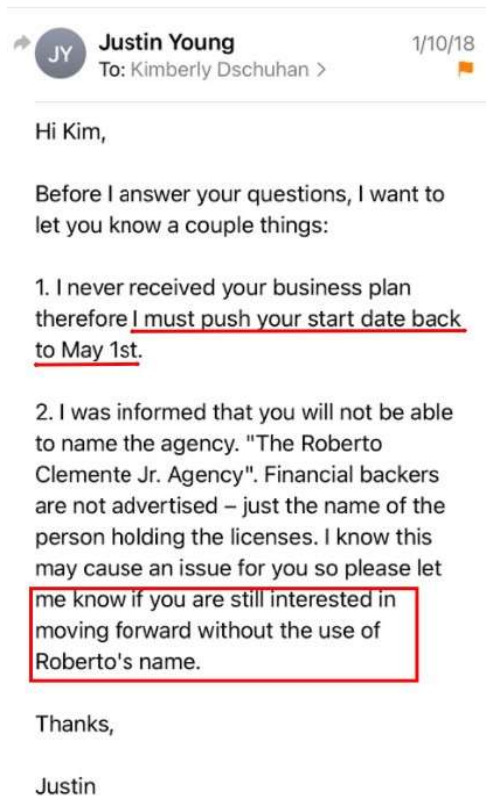 JY
Justin Young
1/10/18
To: Kimberly Dschuhan >
Hi Kim,
Before I answer your questions, I want to
let you know a couple things:
1. I never received your business plan
therefore I must push your start date back
to May 1st.
2. I was informed that you will not be able
to name the agency. "The Roberto
Clemente Jr. Agency". Financial backers
are not advertised – just the name of the
person holding the licenses. I know this
may cause an issue for you so please let
me know if you are still interested in
moving forward without the use of
Roberto's name.
Thanks,
Justin